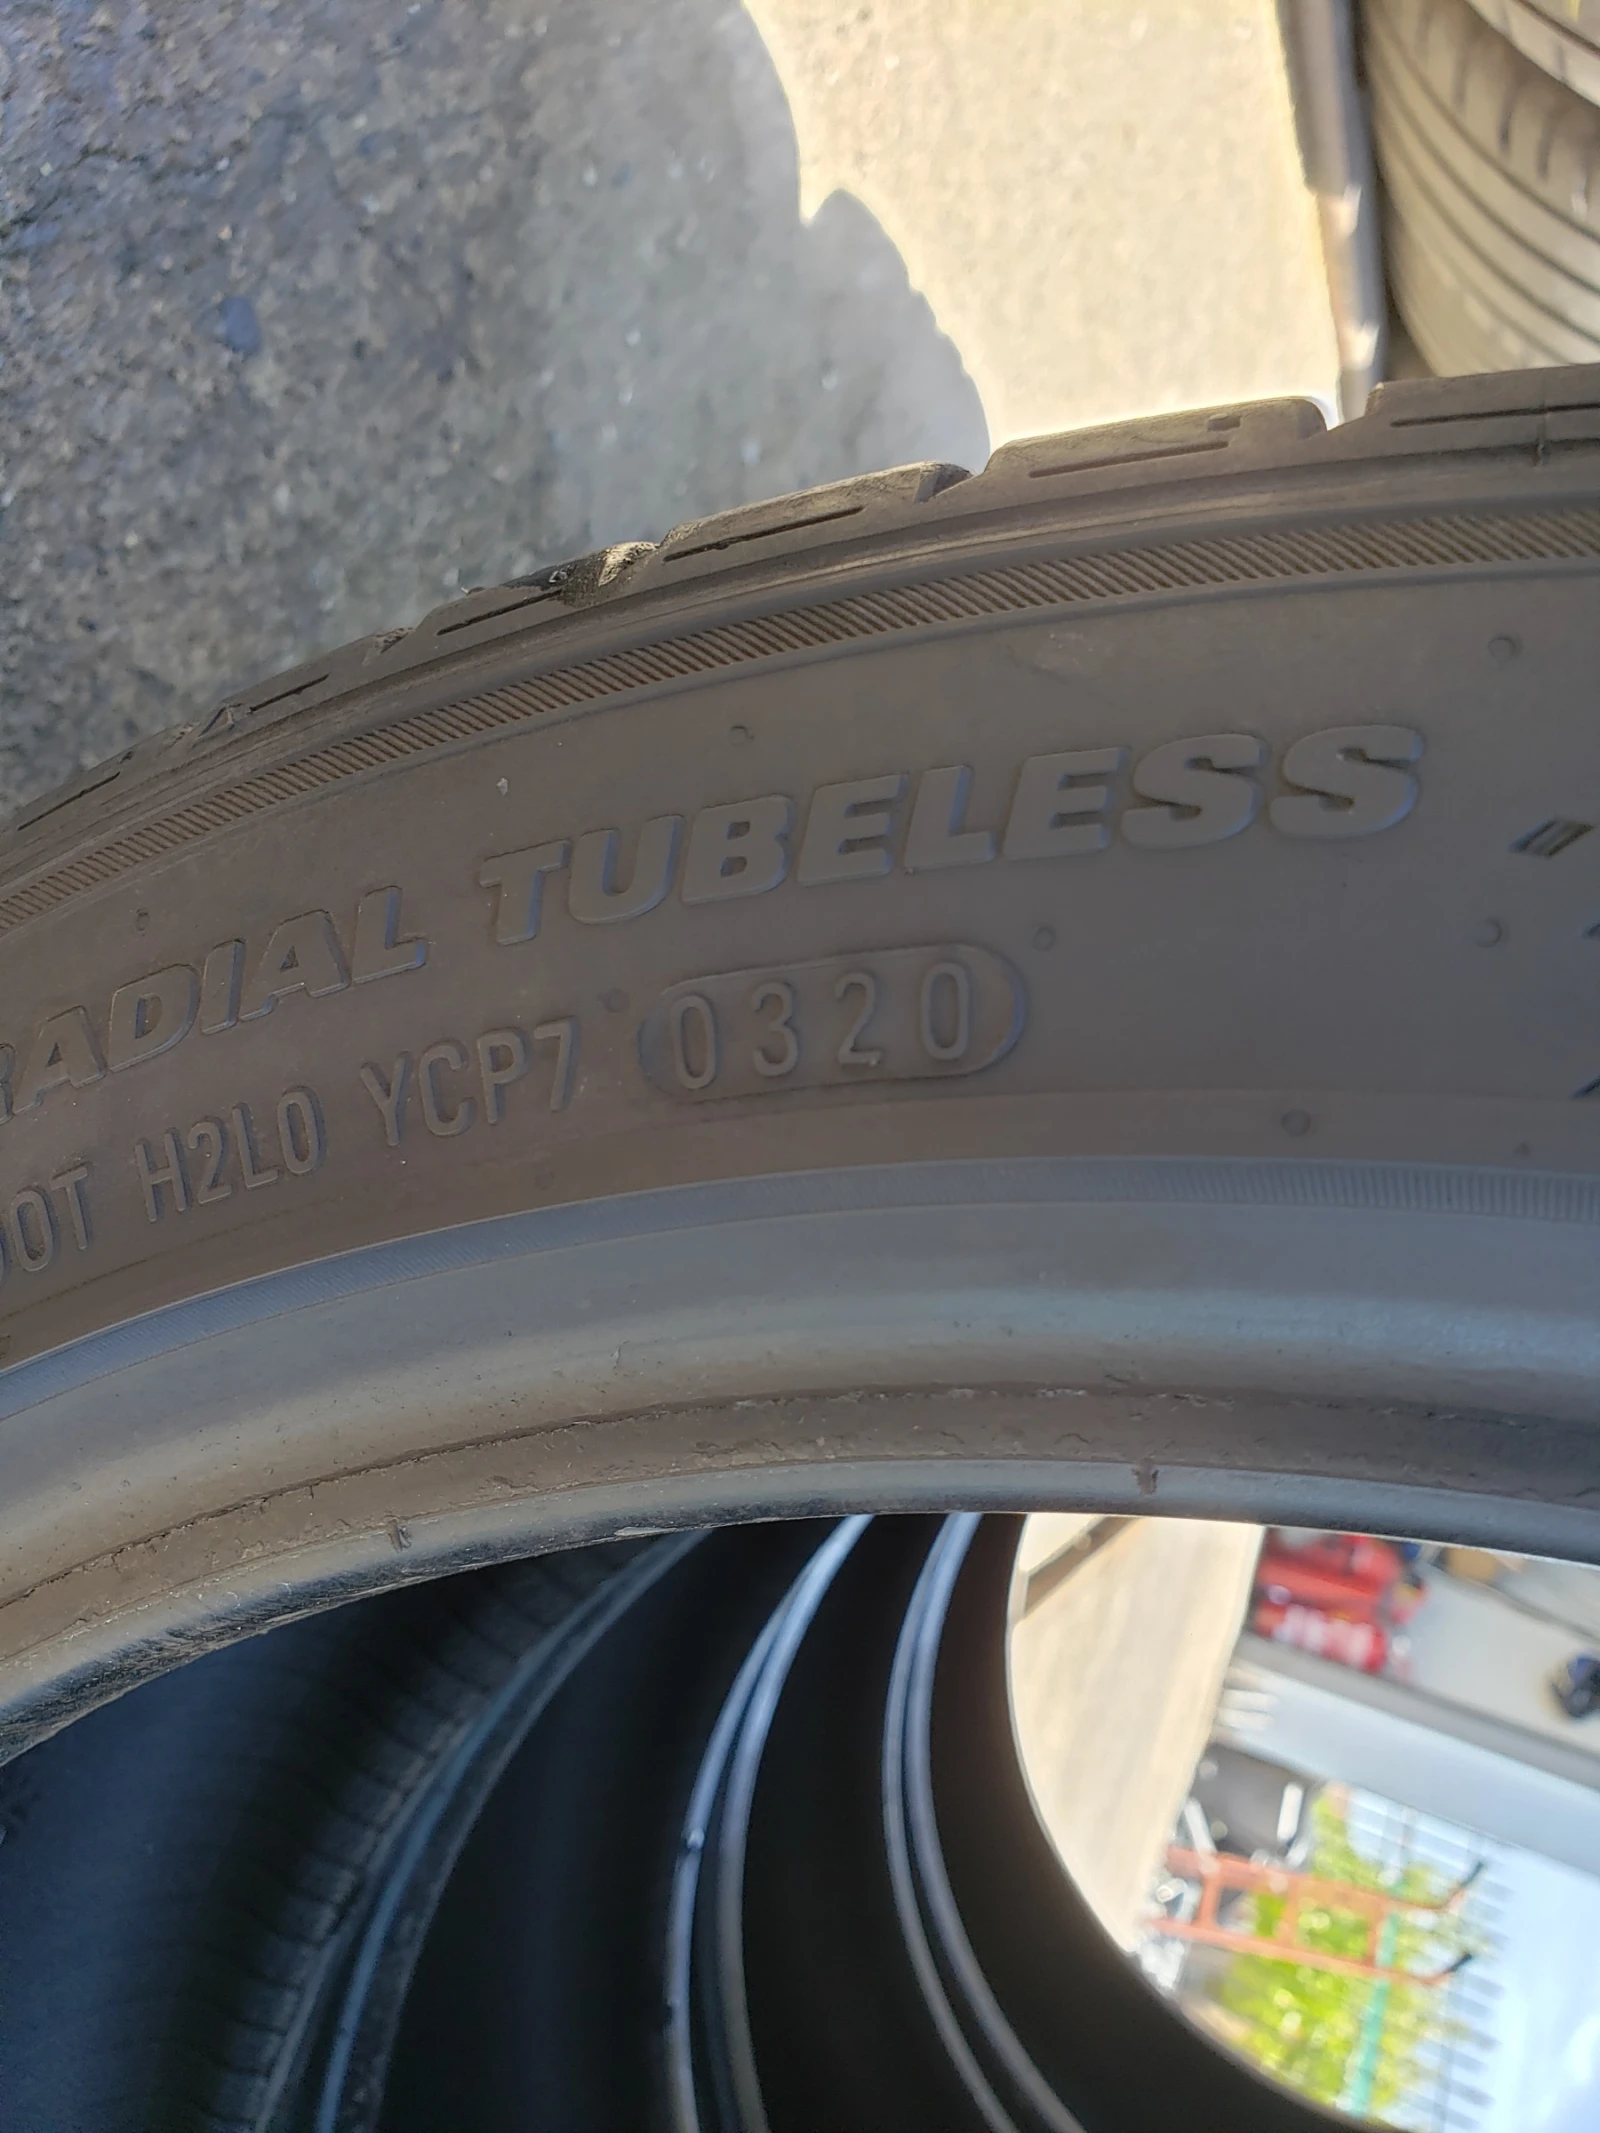 RADIAL TUBELESS
DOT H2L0 YCP7 0320